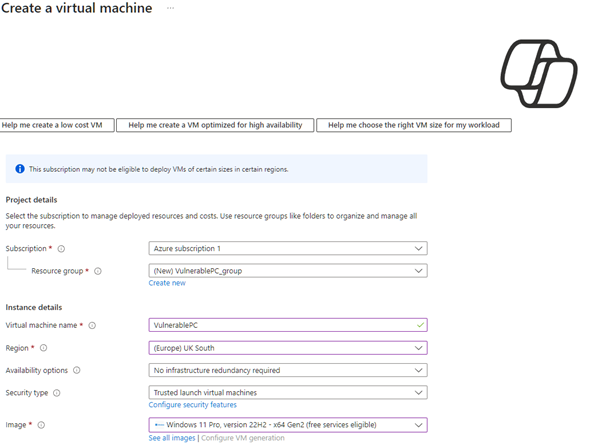 Create a virtual machine ...
Help me create a low cost VM
Help me create a VM optimized for high availability
Help me choose the right VM size for my workload
This subscription may not be eligible to deploy VMs of certain sizes in certain regions.
Project details
Select the subscription to manage deployed resources and costs. Use resource groups like folders to organize and manage all
your resources.
Subscription *
Azure subscription 1
Resource group *
(New) VulnerablePC_group
Create new
Instance details
Virtual machine name *
VulnerablePC
Region *
(Europe) UK South
Availability options
No infrastructure redundancy required
Security type
Trusted launch virtual machines
Configure security features
Image *
Windows 11 Pro, version 22H2 - x64 Gen2 (free services eligible)
See all images | Configure VM generation